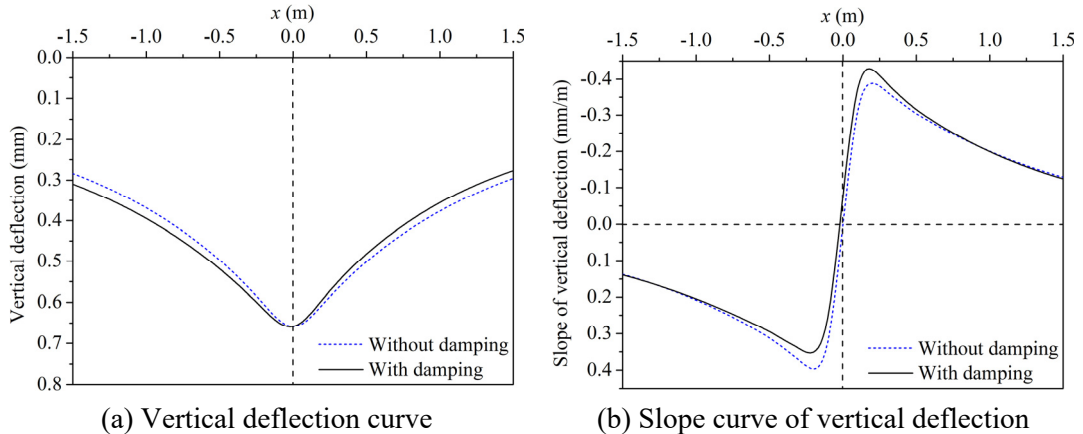 x (m)
-1.5 -1.0 -0.5 0.0 0.5 1.0 1.5
0.0
0.1
0.2
0.3
0.4
0.5
0.6
0.7
0.8
Vertical deflection (mm)
Without damping
With damping
(a) Vertical deflection curve
x (m)
-1.5 -1.0 -0.5 0.0 0.5 1.0 1.5
-0.4
-0.3
-0.2
-0.1
0.0
0.1
0.2
0.3
0.4
Slope of vertical deflection (mm/m)
Without damping
With damping
(b) Slope curve of vertical deflection